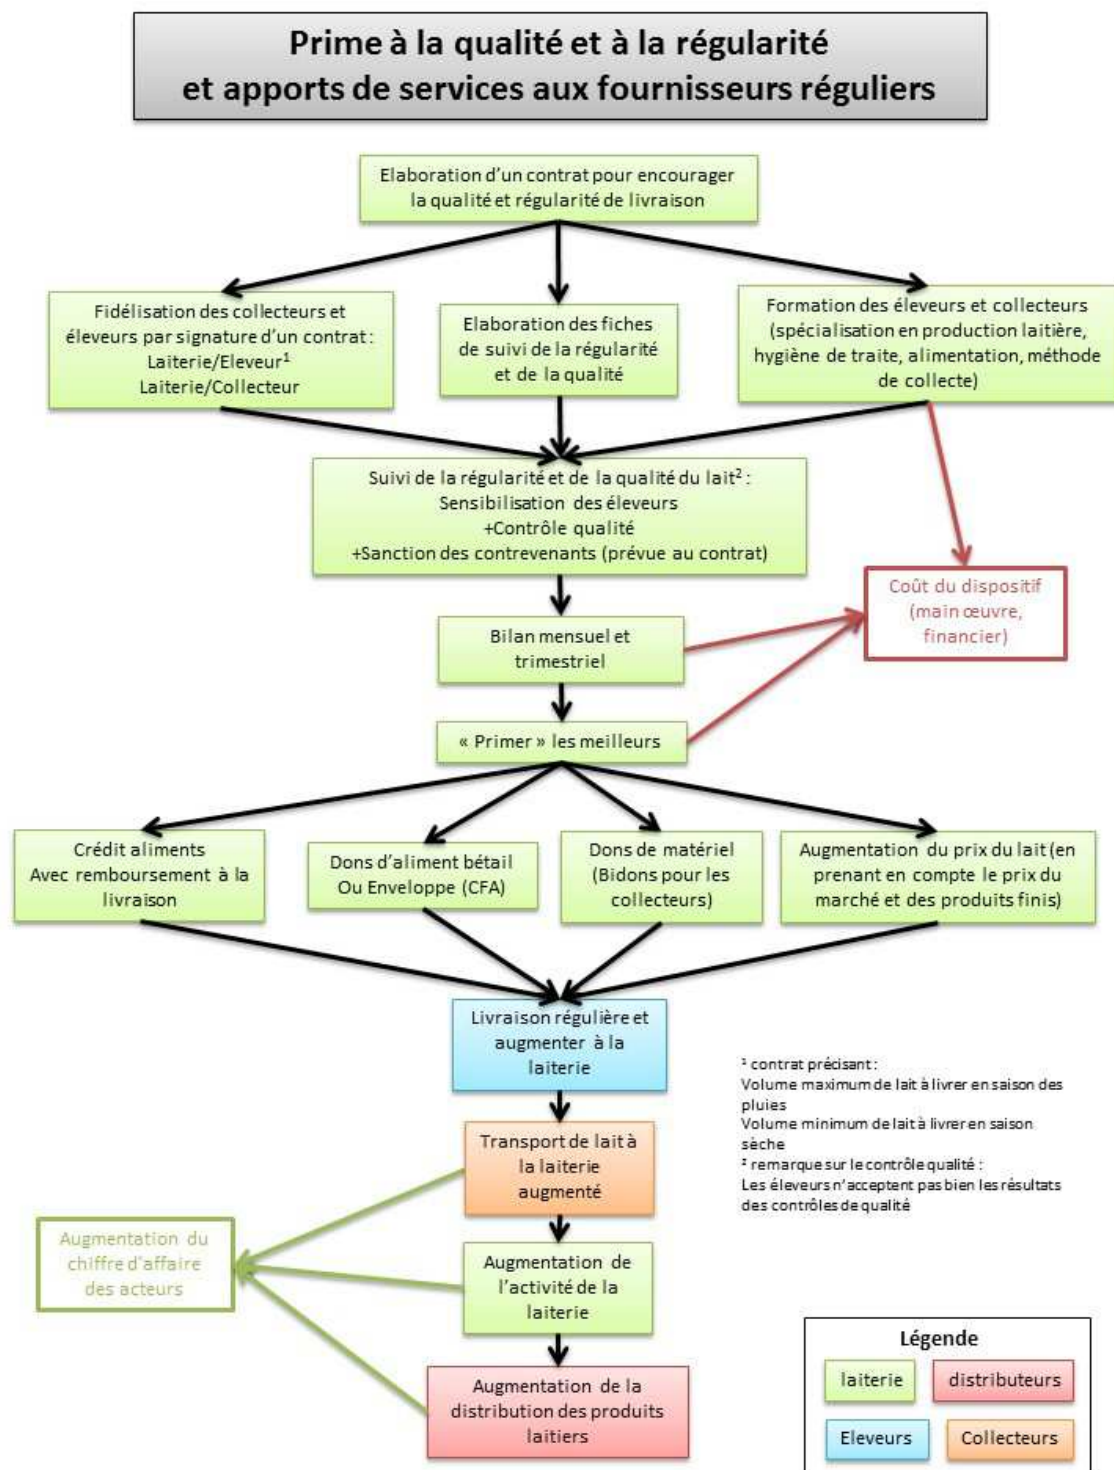 Prime à la qualité et à la régularité
et apports de services aux fournisseurs réguliers
Elaboration d'un contrat pour encourager
la qualité et régularité de livraison
Fidélisation des collecteurs et
éleveurs par signature d'un contrat :
Laiterie/Eleveur¹
Laiterie/Collecteur
Elaboration des fiches
de suivi de la régularité
et de la qualité
Formation des éleveurs et collecteurs
(spécialisation en production laitière,
hygiène de traite, alimentation, méthode
de collecte)
Suivi de la régularité et de la qualité du lait² :
Sensibilisation des éleveurs
+Contrôle qualité
+Sanction des contrevenants (prévue au contrat)
Coût du dispositif
(main œuvre,
financier)
Bilan mensuel et
trimestriel
« Primer » les meilleurs
Crédit aliments
Avec remboursement à la
livraison
Dons d'aliment bétail
Ou Enveloppe (CFA)
Dons de matériel
(Bidons pour les
collecteurs)
Augmentation du prix du lait (en
prenant en compte le prix du
marché et des produits finis)
Livraison régulière et
augmenter à la
laiterie
¹ contrat précisant :
Volume maximum de lait à livrer en saison des
pluies
Volume minimum de lait à livrer en saison
sèche
² remarque sur le contrôle qualité :
Les éleveurs n'acceptent pas bien les résultats
des contrôles de qualité
Transport de lait à
la laiterie
augmenté
Augmentation du
chiffre d'affaire
des acteurs
Augmentation de
l'activité de la
laiterie
Augmentation de la
distribution des produits
laitiers
Légende
laiterie
distributeurs
Eleveurs
Collecteurs